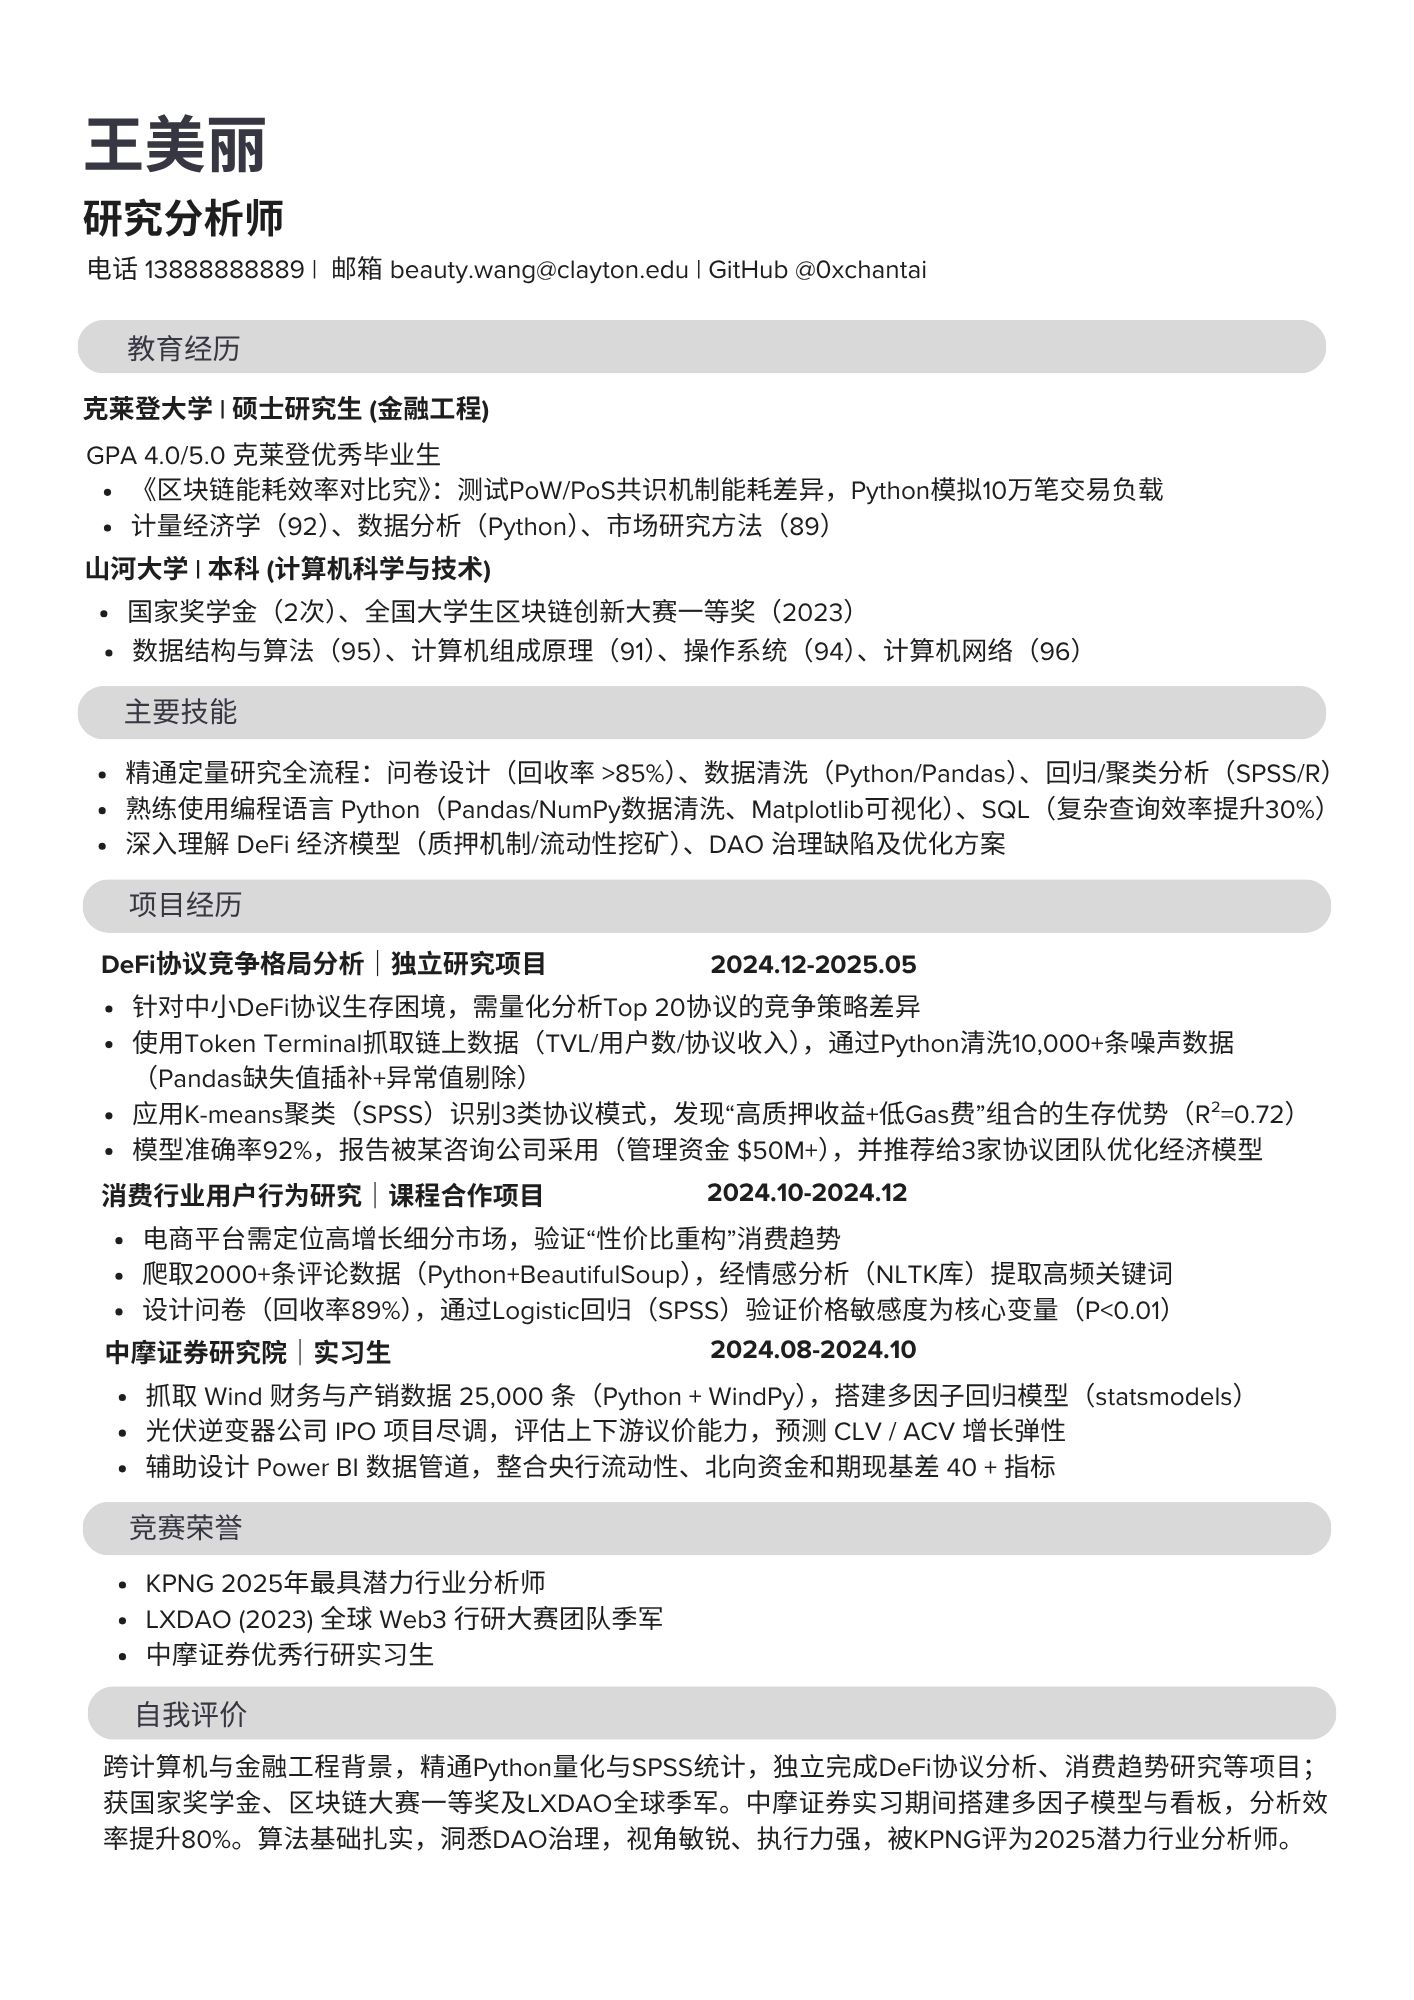 王美丽
研究分析师
电话 13888888889 | 邮箱 beauty.wang@clayton.edu | GitHub @0xchantai
教育经历
克莱登大学 | 硕士研究生 (金融工程)
GPA 4.0/5.0 克莱登优秀毕业生
• 《区块链能耗效率对比究》：测试PoW/PoS共识机制能耗差异，Python模拟10万笔交易负载
• 计量经济学（92）、数据分析（Python）、市场研究方法（89）
山河大学 | 本科 (计算机科学与技术)
• 国家奖学金（2次）、全国大学生区块链创新大赛一等奖（2023）
• 数据结构与算法（95）、计算机组成原理（91）、操作系统（94）、计算机网络（96）
主要技能
• 精通定量研究全流程：问卷设计（回收率 >85%）、数据清洗（Python/Pandas）、回归/聚类分析（SPSS/R）
• 熟练使用编程语言 Python（Pandas/NumPy数据清洗、Matplotlib可视化）、SQL（复杂查询效率提升30%）
• 深入理解 DeFi 经济模型（质押机制/流动性挖矿）、DAO 治理缺陷及优化方案
项目经历
DeFi协议竞争格局分析｜独立研究项目 2024.12-2025.05
• 针对中小DeFi协议生存困境，需量化分析Top 20协议的竞争策略差异
• 使用Token Terminal抓取链上数据（TVL/用户数/协议收入），通过Python清洗10,000+条噪声数据
（Pandas缺失值插补+异常值剔除）
• 应用K-means聚类（SPSS）识别3类协议模式，发现“高质押收益+低Gas费”组合的生存优势（R²=0.72）
• 模型准确率92%，报告被某咨询公司采用（管理资金 $50M+），并推荐给3家协议团队优化经济模型
消费行业用户行为研究｜课程合作项目 2024.10-2024.12
• 电商平台需定位高增长细分市场，验证“性价比重构”消费趋势
• 爬取2000+条评论数据（Python+BeautifulSoup），经情感分析（NLTK库）提取高频关键词
• 设计问卷（回收率89%），通过Logistic回归（SPSS）验证价格敏感度为核心变量（P<0.01）
中摩证券研究院｜实习生 2024.08-2024.10
• 抓取 Wind 财务与产销数据 25,000 条（Python + WindPy），搭建多因子回归模型（statsmodels）
• 光伏逆变器公司 IPO 项目尽调，评估上下游议价能力，预测 CLV / ACV 增长弹性
• 辅助设计 Power BI 数据管道，整合央行流动性、北向资金和期现基差 40 + 指标
竞赛荣誉
• KPNG 2025年最具潜力行业分析师
• LXDAO (2023) 全球 Web3 行研大赛团队季军
• 中摩证券优秀行研实习生
自我评价
跨计算机与金融工程背景，精通Python量化与SPSS统计，独立完成DeFi协议分析、消费趋势研究等项目；
获国家奖学金、区块链大赛一等奖及LXDAO全球季军。中摩证券实习期间搭建多因子模型与看板，分析效
率提升80%。算法基础扎实，洞悉DAO治理，视角敏锐、执行力强，被KPNG评为2025潜力行业分析师。